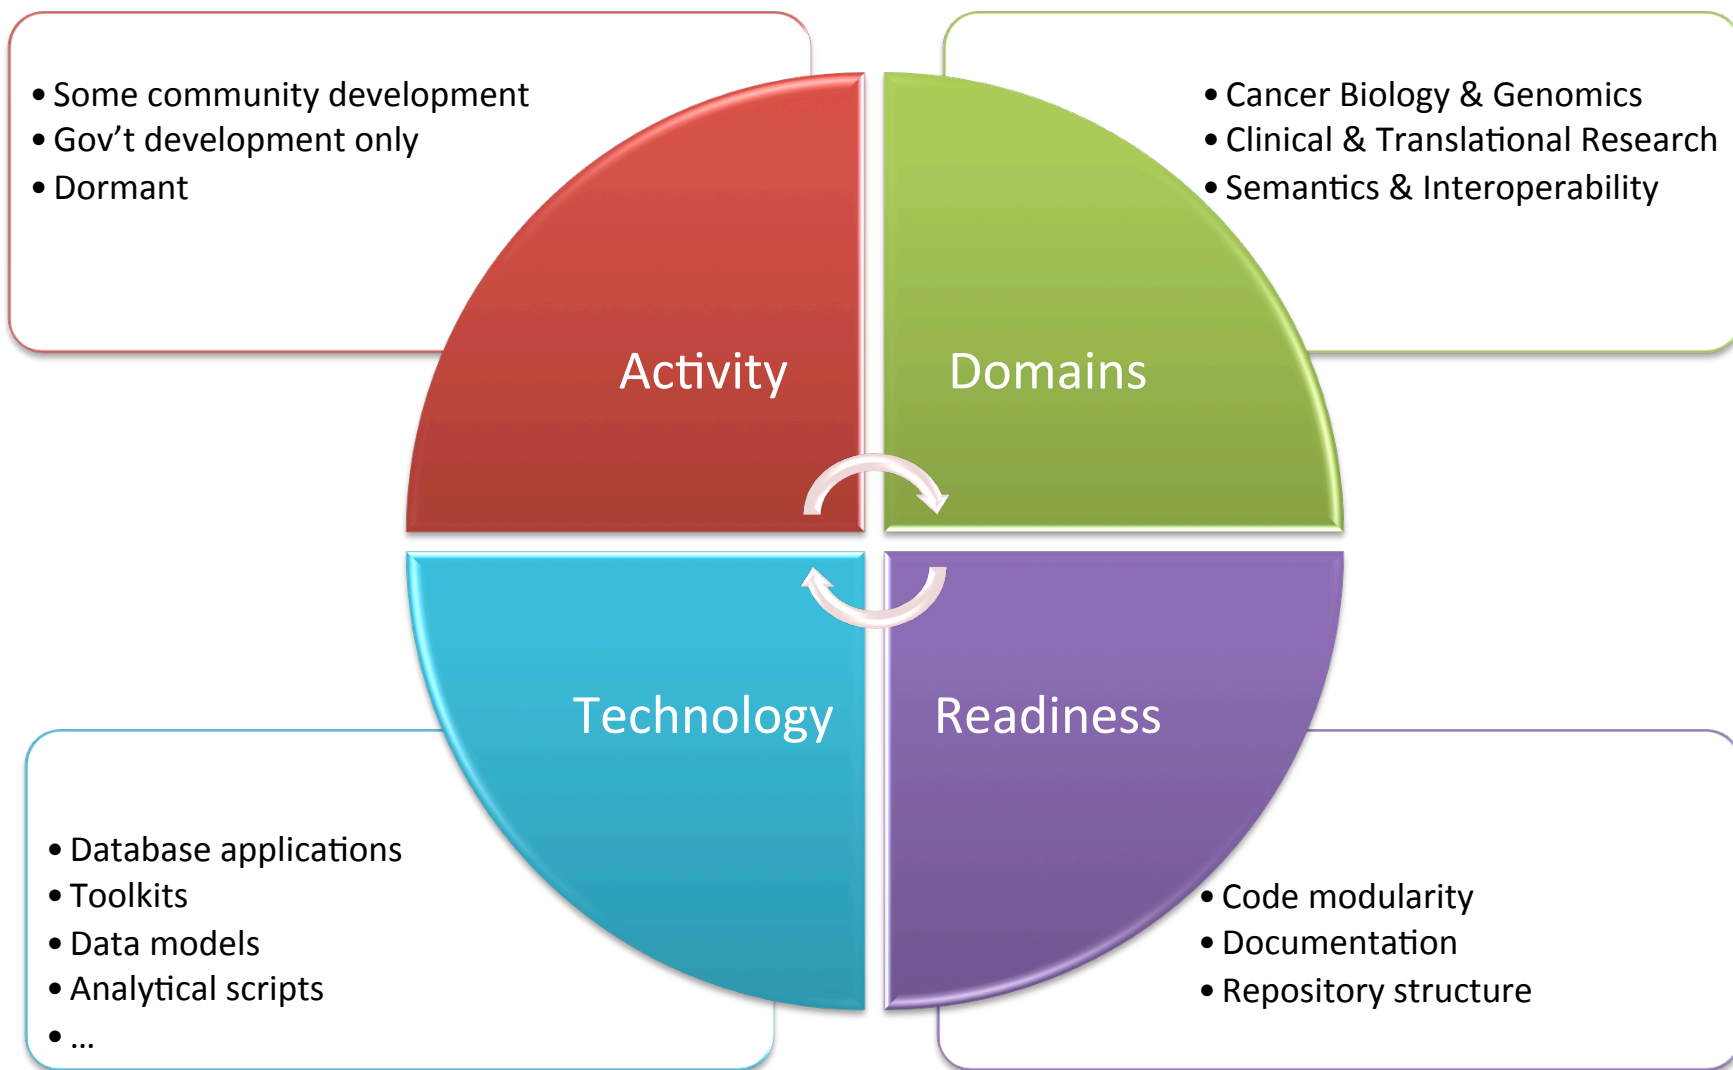 • Some community development
• Gov’t development only
• Dormant
• Cancer Biology & Genomics
• Clinical & Translational Research
• Semantics & Interoperability
Activity
Domains
Technology
Readiness
• Database applications
• Toolkits
• Data models
• Analytical scripts
• ...
• Code modularity
• Documentation
• Repository structure